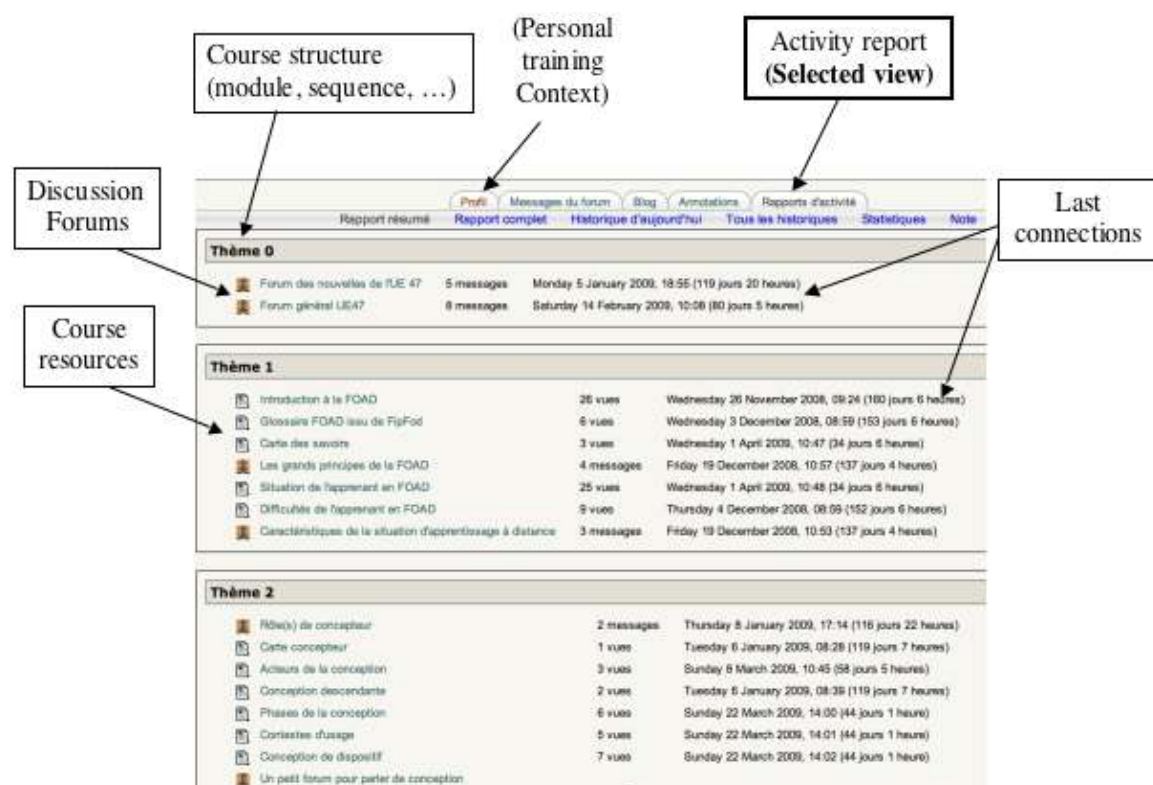 Course structure
(module, sequence, …)
(Personal
training
Context)
Activity report
(Selected view)
Discussion
Forums
Last
connections
Course
resources
Profil Messages du forum Blog Annotations Rapports d'activité
Rapport résumé Rapport complet Historique d'aujourd'hui Tous les historiques Statistiques Note
Thème 0
Forum des nouvelles de l'UE 47 5 messages Monday 5 January 2009, 18:55 (119 jours 20 heures)
Forum général UE47 8 messages Saturday 14 February 2009, 10:08 (80 jours 5 heures)
Thème 1
Introduction à la FOAD 26 vues Wednesday 26 November 2008, 09:24 (160 jours 6 heures)
Glossaire FOAD issu de FipFod 6 vues Wednesday 3 December 2008, 08:59 (153 jours 6 heures)
Carte des savoirs 3 vues Wednesday 1 April 2009, 10:47 (34 jours 6 heures)
Les grands principes de la FOAD 4 messages Friday 19 December 2008, 10:57 (137 jours 4 heures)
Situation de l'apprenant en FOAD 25 vues Wednesday 1 April 2009, 10:48 (34 jours 6 heures)
Difficultés de l'apprenant en FOAD 9 vues Thursday 4 December 2008, 08:59 (152 jours 6 heures)
Caractéristiques de la situation d'apprentissage à distance 3 messages Friday 19 December 2008, 10:53 (137 jours 4 heures)
Thème 2
Rôle(s) de concepteur 2 messages Thursday 8 January 2009, 17:14 (116 jours 22 heures)
Carte concepteur 1 vues Tuesday 6 January 2009, 08:28 (119 jours 7 heures)
Acteurs de la conception 3 vues Sunday 8 March 2009, 10:45 (58 jours 5 heures)
Conception descendante 2 vues Tuesday 6 January 2009, 08:39 (119 jours 7 heures)
Phases de la conception 6 vues Sunday 22 March 2009, 14:00 (44 jours 1 heure)
Contextes d'usage 5 vues Sunday 22 March 2009, 14:01 (44 jours 1 heure)
Conception de dispositif 7 vues Sunday 22 March 2009, 14:02 (44 jours 1 heure)
Un petit forum pour parler de conception